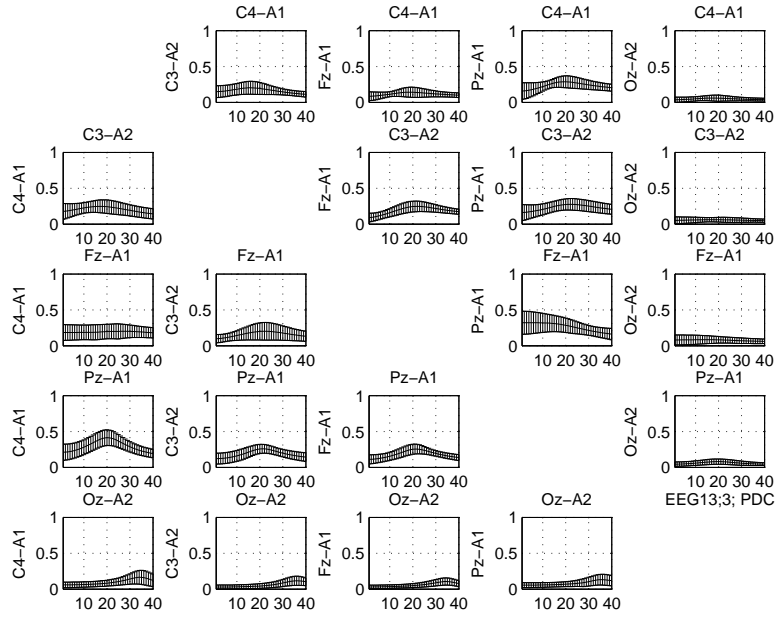 C4−A1 C4−A1 C4−A1 C4−A1
C3−A2 1 0.5 0 10 20 30 40
Fz−A1 1 0.5 0 10 20 30 40
Pz−A1 1 0.5 0 10 20 30 40
Oz−A2 1 0.5 0 10 20 30 40
C3−A2 C3−A2 C3−A2 C3−A2
C4−A1 1 0.5 0 10 20 30 40
Fz−A1 1 0.5 0 10 20 30 40
Pz−A1 1 0.5 0 10 20 30 40
Oz−A2 1 0.5 0 10 20 30 40
Fz−A1 Fz−A1 Fz−A1 Fz−A1
C4−A1 1 0.5 0 10 20 30 40
C3−A2 1 0.5 0 10 20 30 40
Pz−A1 1 0.5 0 10 20 30 40
Oz−A2 1 0.5 0 10 20 30 40
Pz−A1 Pz−A1 Pz−A1 Pz−A1
C4−A1 1 0.5 0 10 20 30 40
C3−A2 1 0.5 0 10 20 30 40
Fz−A1 1 0.5 0 10 20 30 40
Oz−A2 1 0.5 0 10 20 30 40
EEG13;3; PDC
Oz−A2 Oz−A2 Oz−A2 Oz−A2
C4−A1 1 0.5 0 10 20 30 40
C3−A2 1 0.5 0 10 20 30 40
Fz−A1 1 0.5 0 10 20 30 40
Pz−A1 1 0.5 0 10 20 30 40